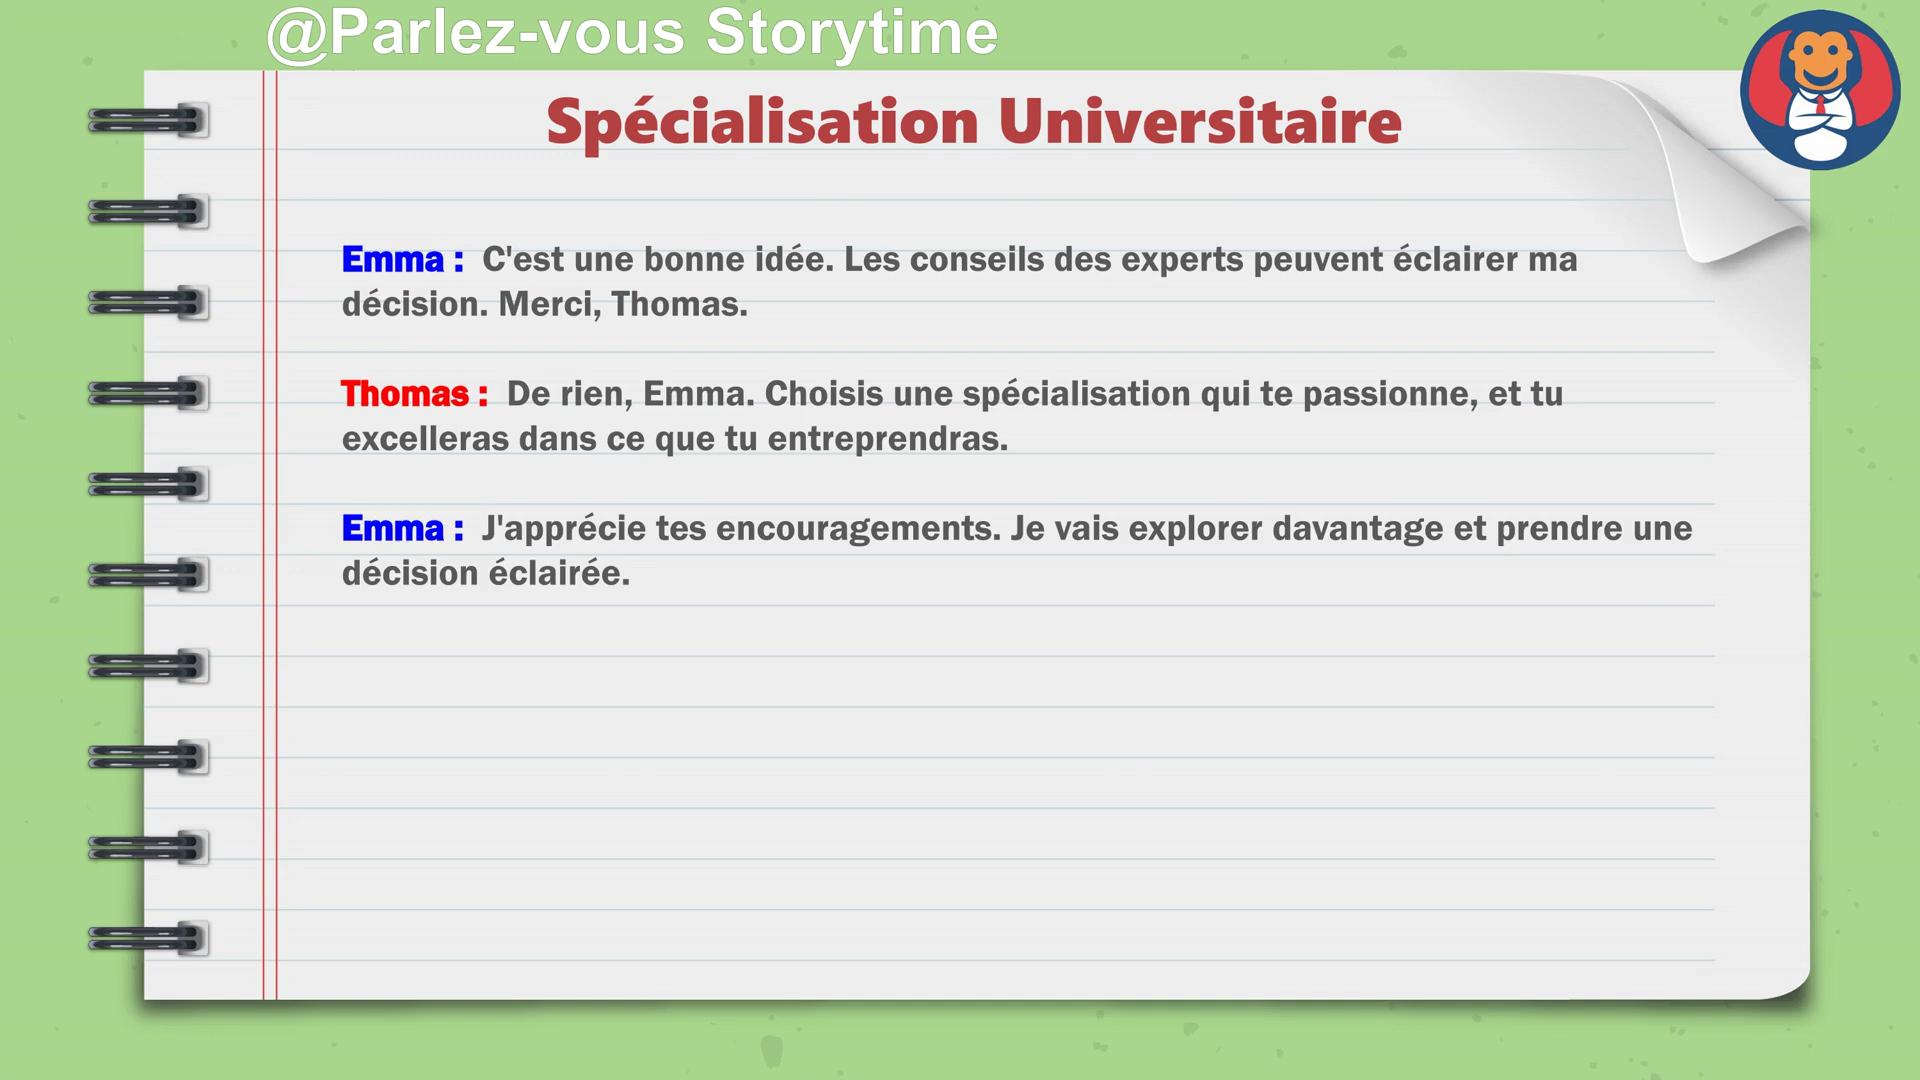 @Parlez-vous Storytime
Spécialisation Universitaire
Emma : C'est une bonne idée. Les conseils des experts peuvent éclairer ma
décision. Merci, Thomas.
Thomas : De rien, Emma. Choisis une spécialisation qui te passionne, et tu
excelleras dans ce que tu entreprendras.
Emma : J'apprécie tes encouragements. Je vais explorer davantage et prendre une
décision éclairée.